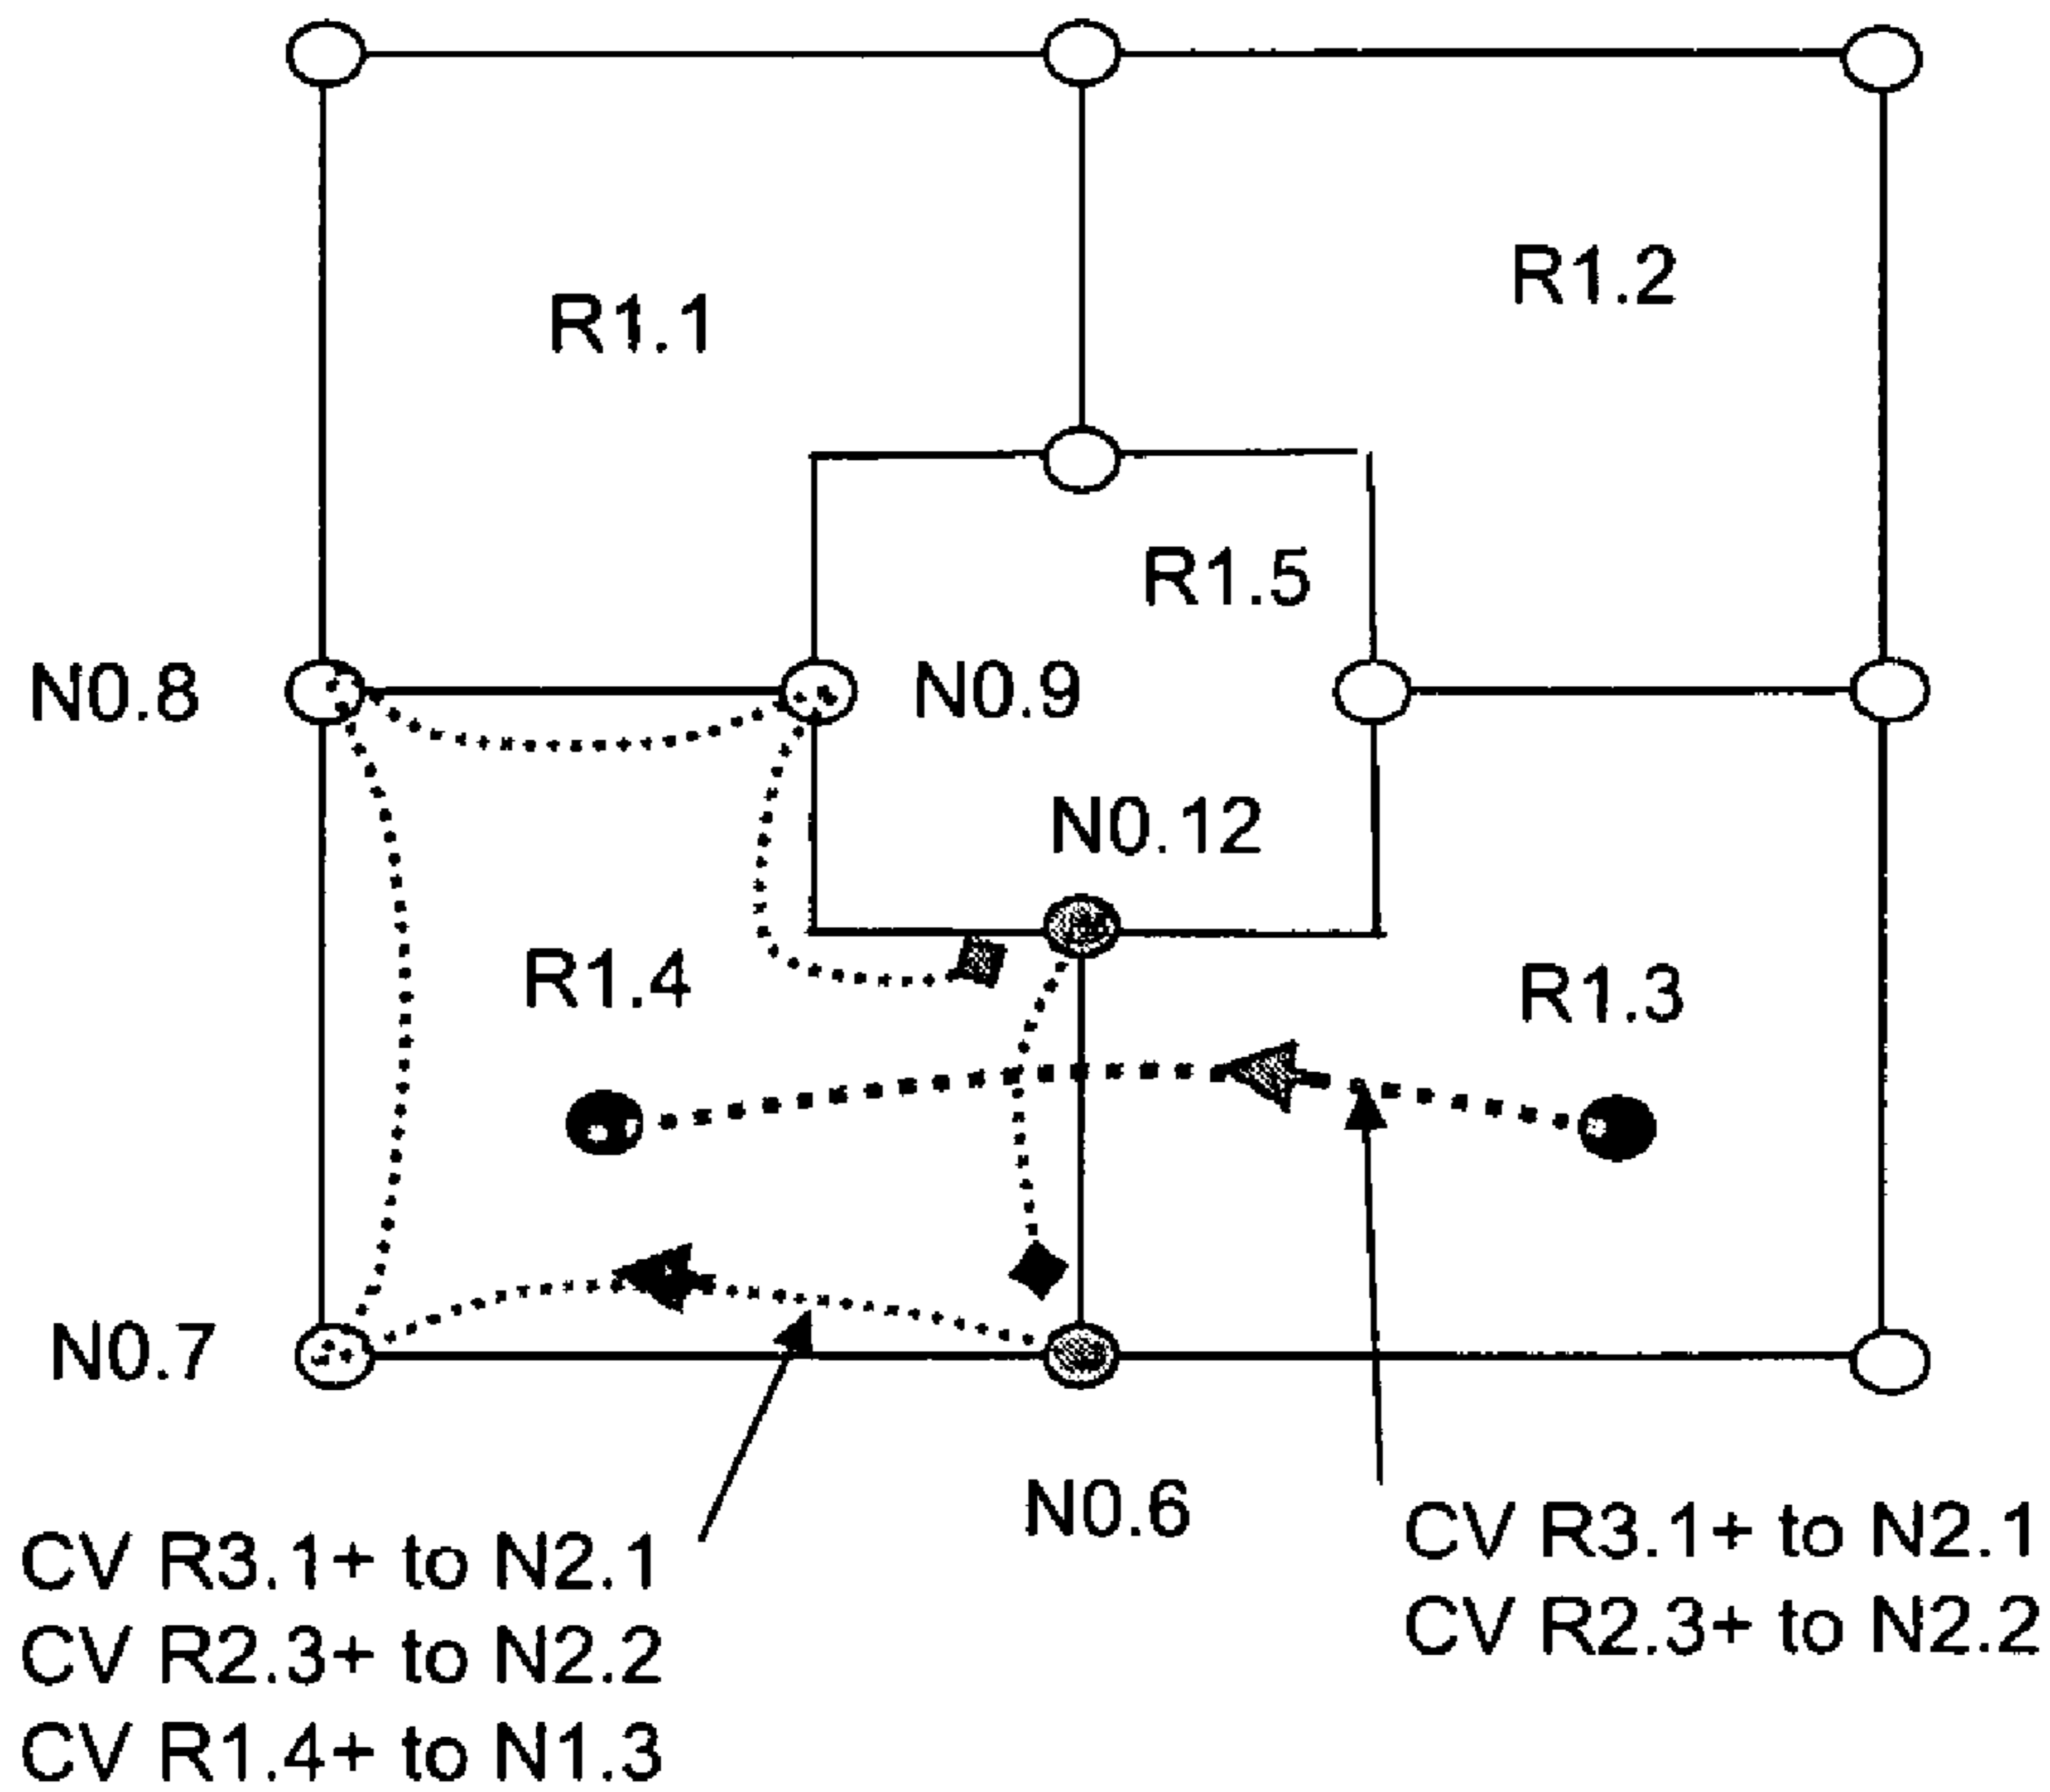 R1.2
R1.1
R1.5
N0.8
N0.9
N0.12
R1.4
R1.3
N0.7
N0.6
CV R3.1+ to N2.1
CV R2.3+ to N2.2
CV R1.4+ to N1.3
CV R3.1+ to N2.1
CV R2.3+ to N2.2